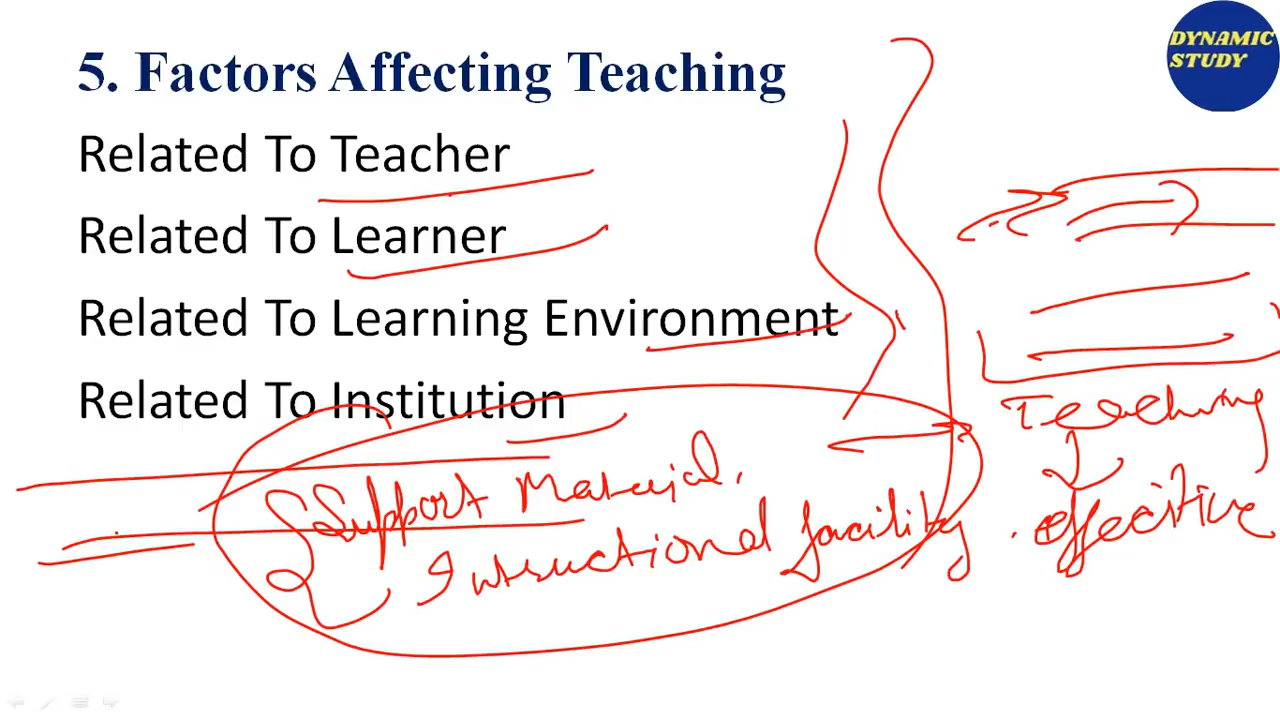 5. Factors Affecting Teaching
DYNAMIC
STUDY
Related To Teacher
Related To Learner
Related To Learning Environment
Related To Institution
Teaching
Support Material,
effective
Instructional facility